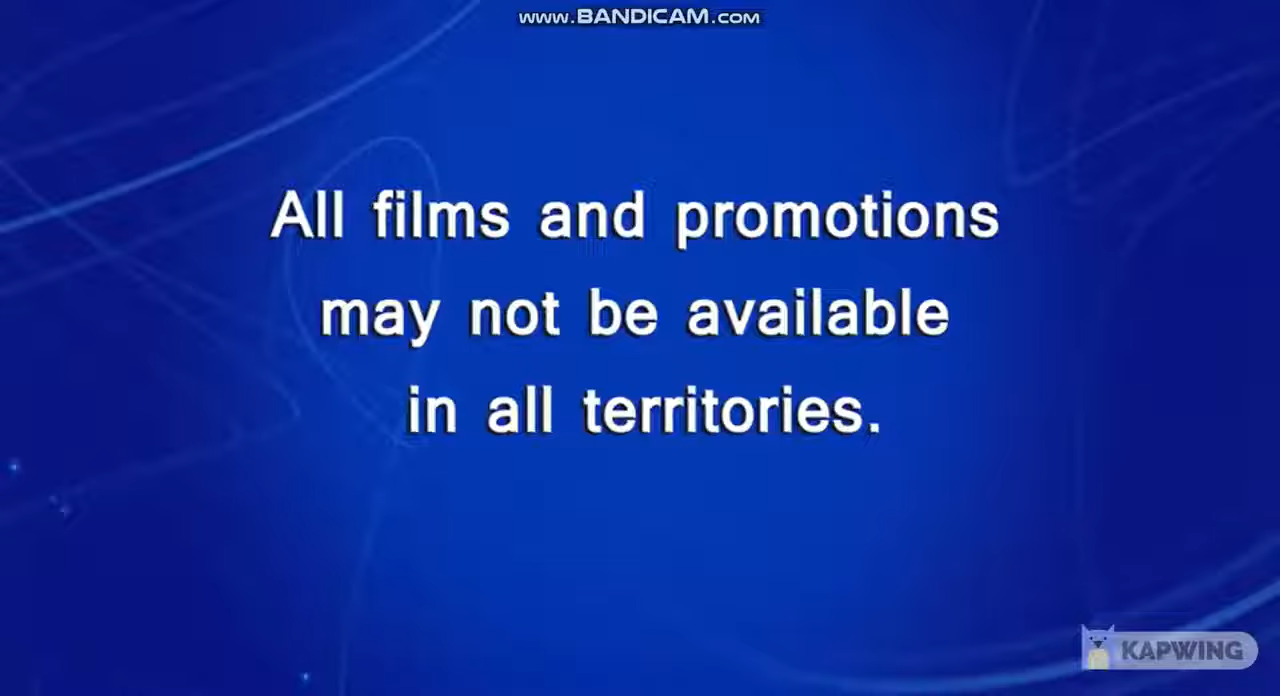 www.BANDICAM.com
All films and promotions
may not be available
in all territories.
KAPWING